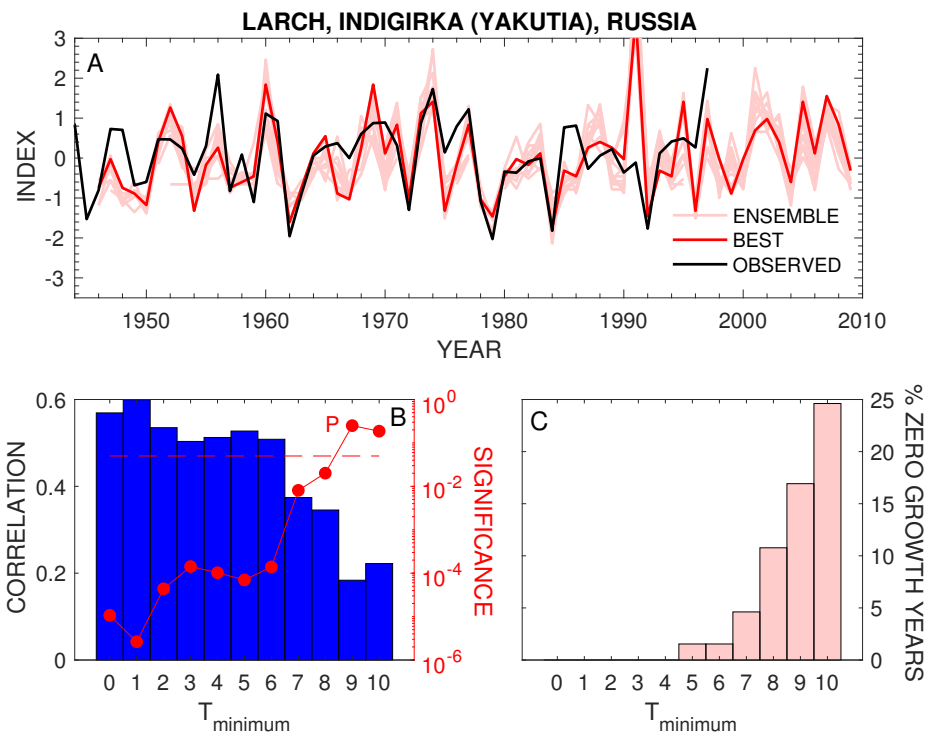 LARCH, INDIGIRKA (YAKUTIA), RUSSIA
A
INDEX
3
2
1
0
-1
-2
-3
ENSEMBLE
BEST
OBSERVED
1950 1960 1970 1980 1990 2000 2010
YEAR
B
P
CORRELATION
0.6
0.4
0.2
0
SIGNIFICANCE
10^0
10^-2
10^-4
10^-6
0 1 2 3 4 5 6 7 8 9 10
T_minimum
C
% ZERO GROWTH YEARS
25
20
15
10
5
0
0 1 2 3 4 5 6 7 8 9 10
T_minimum